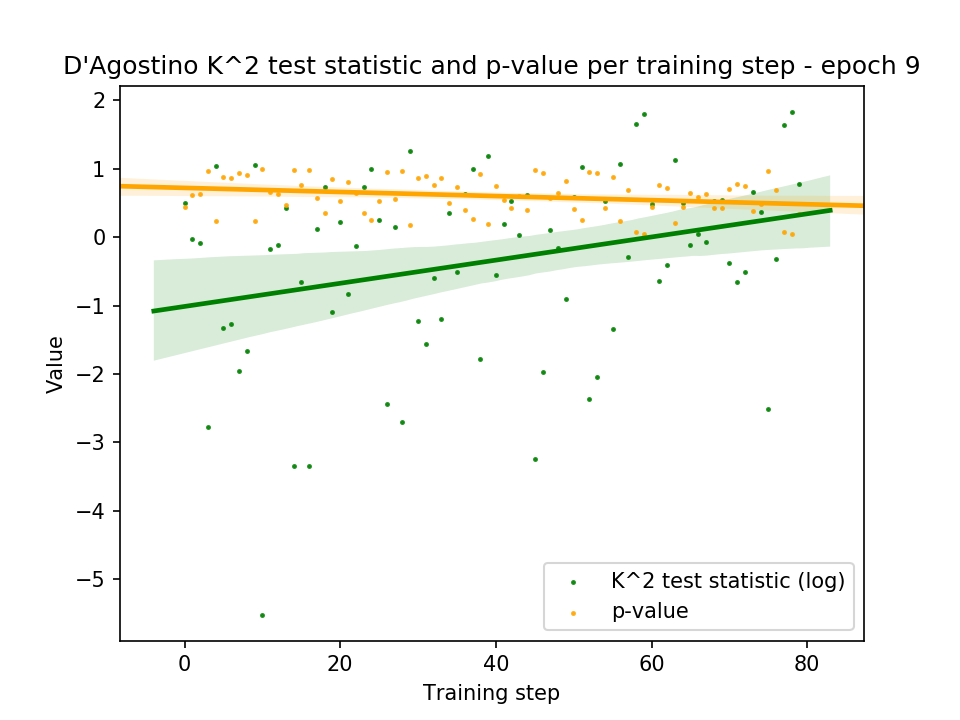 D'Agostino K^2 test statistic and p-value per training step - epoch 9
Value
2
1
0
−1
−2
−3
−4
−5
K^2 test statistic (log)
p-value
0 20 40 60 80
Training step